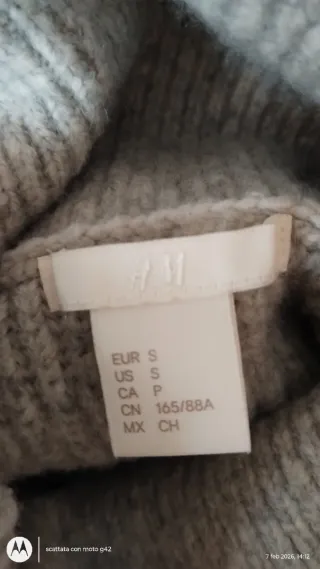 H M
EUR S
US S
CA P
CN 165/88A
MX CH
scattata con moto g42
7 feb 2026, 14:12